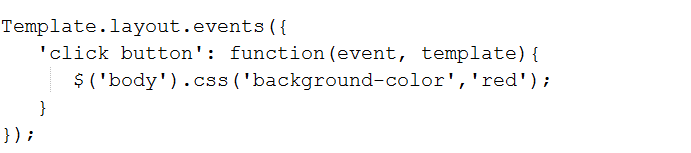 Template.layout.events({
    'click button': function(event, template){
        $('body').css('background-color','red');
    }
});